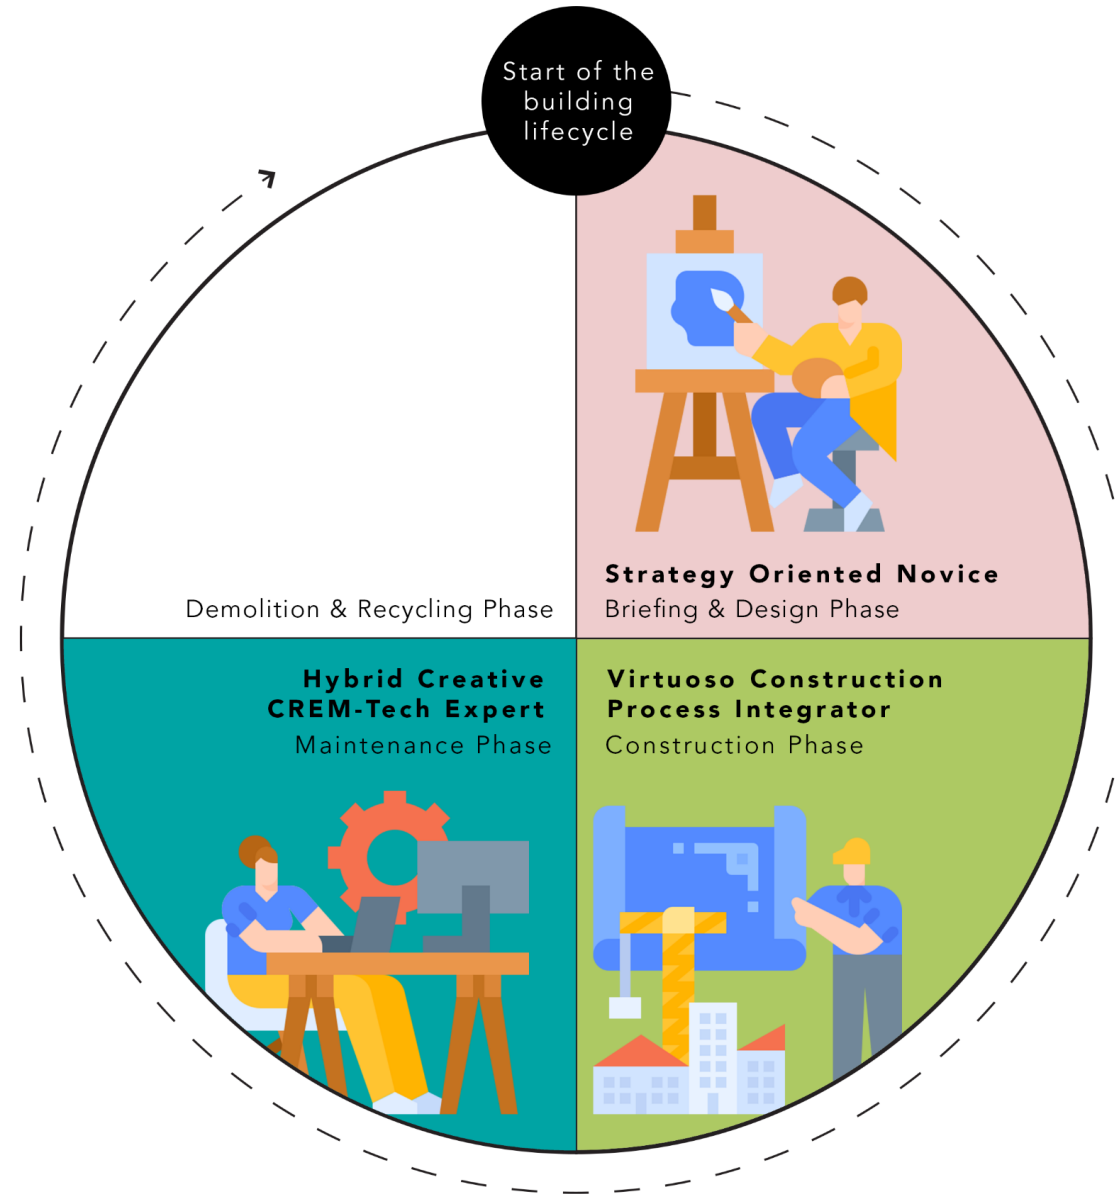 Start of the
building
lifecycle
Strategy Oriented Novice
Briefing & Design Phase
Demolition & Recycling Phase
Hybrid Creative
CREM-Tech Expert
Maintenance Phase
Virtuoso Construction
Process Integrator
Construction Phase